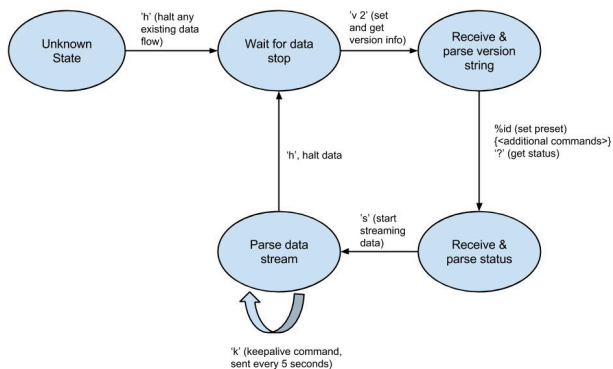 Unknown
State
'h' (halt any
existing data
flow)
Wait for data
stop
'v 2' (set
and get
version info)
Receive &
parse version
string
%id (set preset)
{<additional commands>}
'?' (get status)
'h', halt data
's' (start
streaming
data)
Parse data
stream
Receive &
parse status
'k' (keepalive command,
sent every 5 seconds)